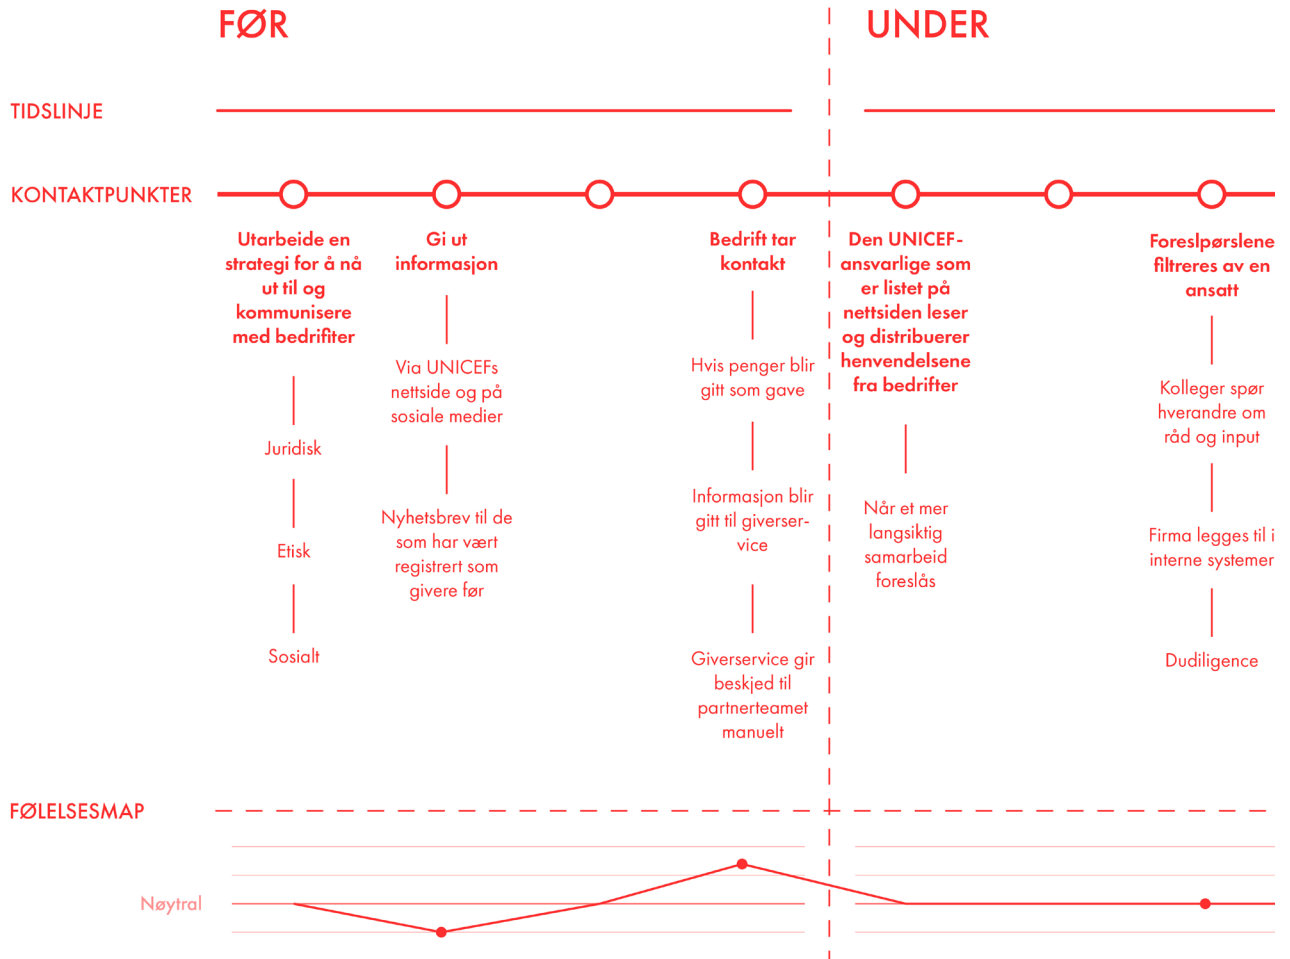 FØR
UNDER
TIDSLINJE
KONTAKTPUNKTER
Utarbeide en
strategi for å nå
ut til og
kommunisere
med bedrifiter
Juridisk
Etisk
Sosialt
Gi ut
informasjon
Via UNICEFs
nettside og på
sosiale medier
Nyhetsbrev til de
som har vært
registrert som
givere før
Bedrift tar
kontakt
Hvis penger blir
gitt som gave
Informasjon blir
gitt til giverser-
vice
Giverservice gir
beskjed til
partnerteamet
manuelt
Den UNICEF-
ansvarlige som
er listet på
nettsiden leser
og distribuerer
henvendelsene
fra bedrifter
Når et mer
langsiktig
samarbeid
foreslås
Foreslpørslene
filtreres av en
ansatt
Kolleger spør
hverandre om
råd og input
Firma legges til i
interne systemer
Dudiligence
FØLELSESMAP
Nøytral